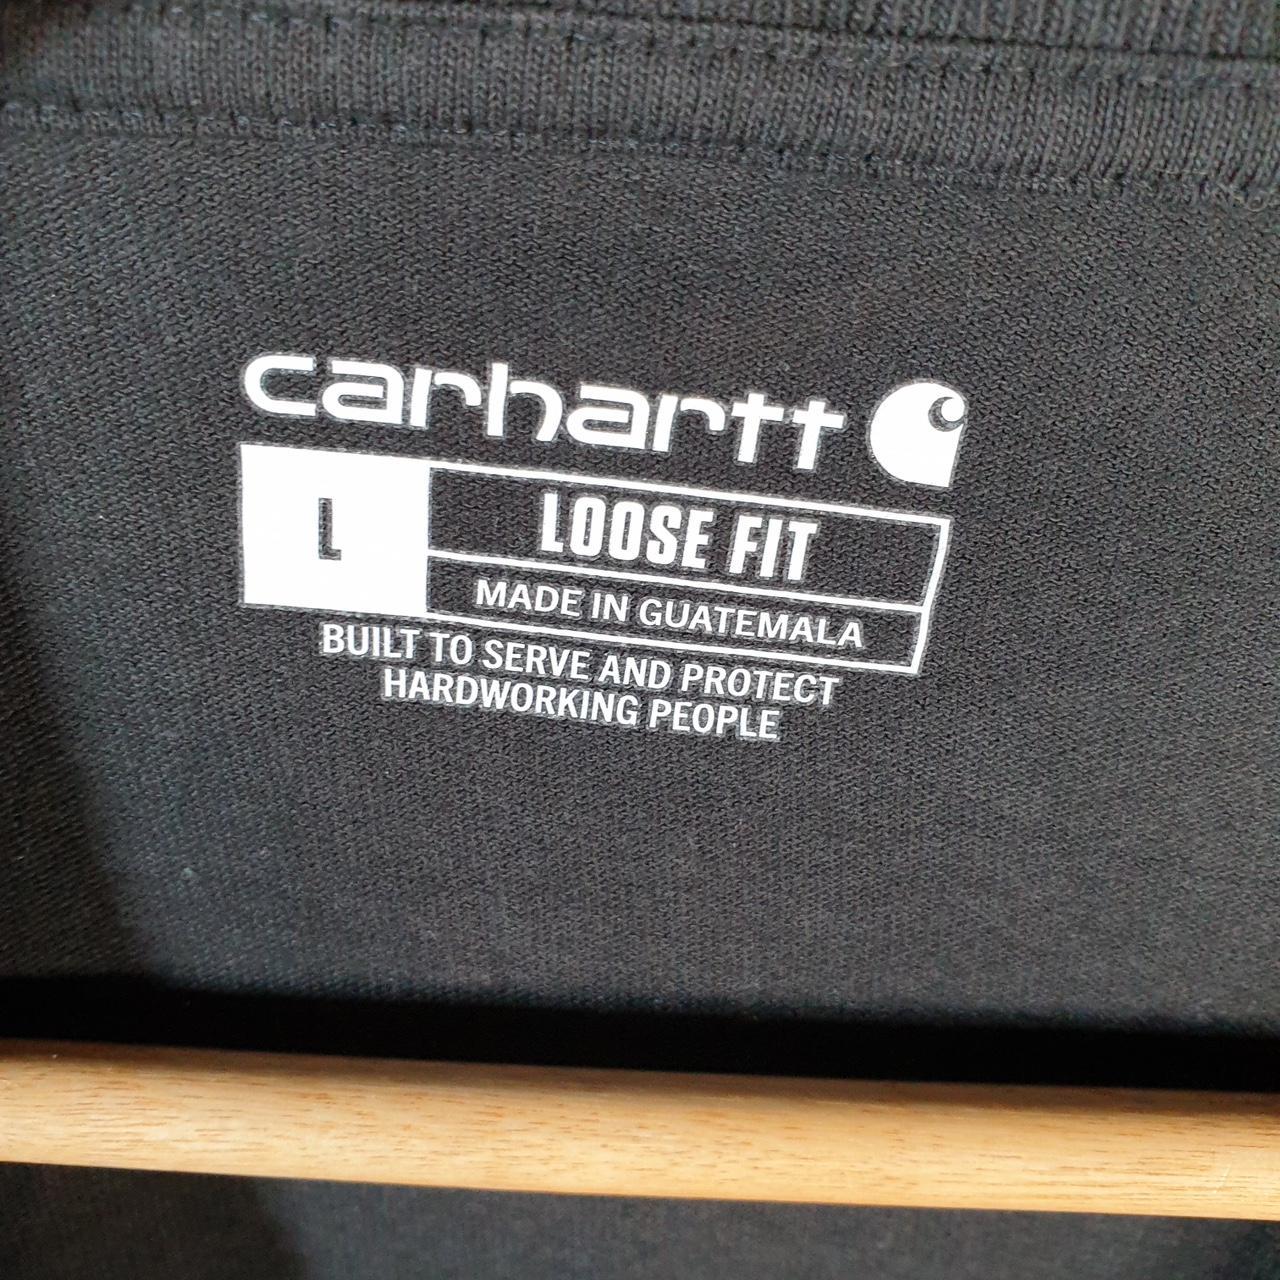 carhartt
L
LOOSE FIT
MADE IN GUATEMALA
BUILT TO SERVE AND PROTECT
HARDWORKING PEOPLE